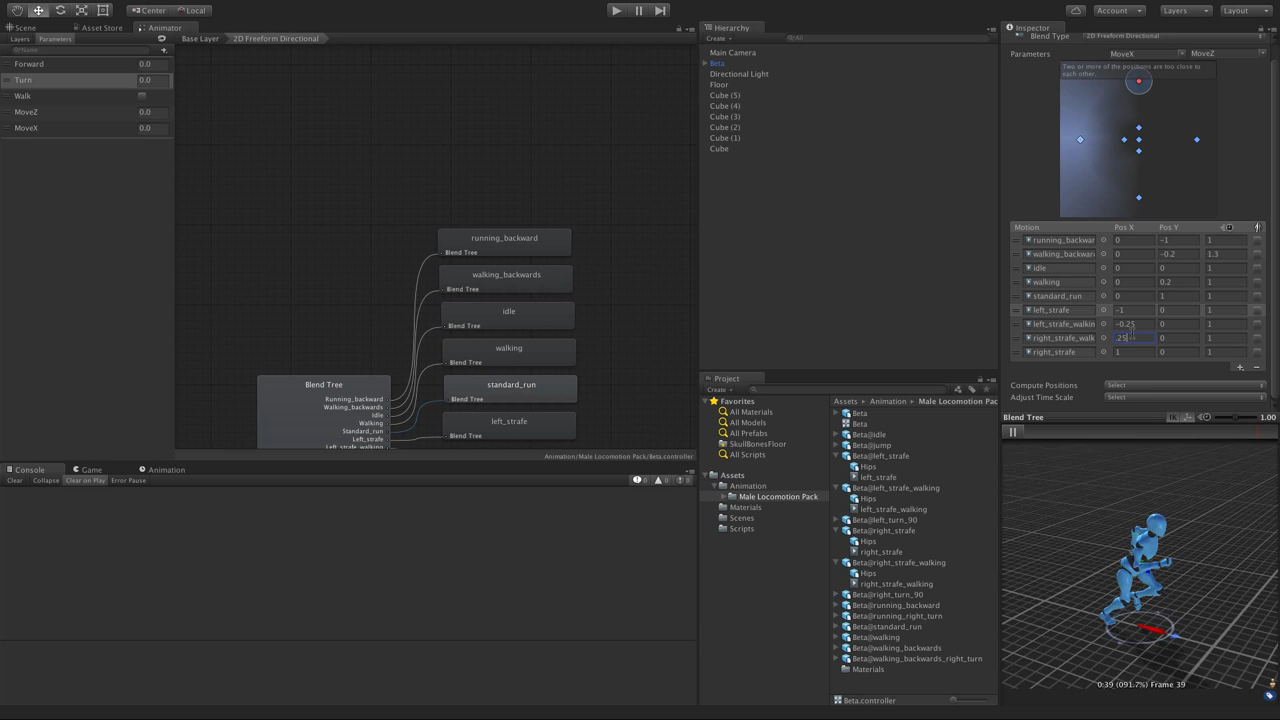 Center
Local
Account
Layers
Layout
Scene
Asset Store
Animator
Layers
Parameters
Name
Forward 0.0
Turn 0.0
Walk
MoveZ 0.0
MoveX 0.0
Base Layer
2D Freeform Directional
running_backward
Blend Tree
walking_backwards
Blend Tree
idle
Blend Tree
walking
Blend Tree
standard_run
Blend Tree
left_strafe
Blend Tree
Blend Tree
Running_backward
Walking_backwards
Idle
Walking
Standard_run
Left_strafe
Left_strafe_walking
Animation/Male Locomotion Pack/Beta.controller
Console
Game
Animation
Clear
Collapse
Clear on Play
Error Pause
0
0
0
Hierarchy
Create
All
Main Camera
Beta
Directional Light
Floor
Cube (5)
Cube (4)
Cube (3)
Cube (2)
Cube (1)
Cube
Project
Create
Favorites
All Materials
All Models
All Prefabs
SkullBonesFloor
All Scripts
Assets
Animation
Male Locomotion Pack
Materials
Scenes
Scripts
Assets
Animation
Male Locomotion Pac
Beta
Beta
Beta@idle
Beta@jump
Beta@left_strafe
Hips
left_strafe
Beta@left_strafe_walking
Hips
left_strafe_walking
Beta@left_turn_90
Beta@right_strafe
Hips
right_strafe
Beta@right_strafe_walking
Hips
right_strafe_walking
Beta@right_turn_90
Beta@running_backward
Beta@running_right_turn
Beta@standard_run
Beta@walking
Beta@walking_backwards
Beta@walking_backwards_right_turn
Materials
Beta.controller
Inspector
Blend Type 2D Freeform Directional
Parameters MoveX MoveZ
Two or more of the positions are too close to
each other.
Motion Pos X Pos Y
running_backwar 0 -1 1
walking_backwar 0 -0.2 1.3
idle 0 0 1
walking 0 0.2 1
standard_run 0 1 1
left_strafe -1 0 1
left_strafe_walkin -0.25 0 1
right_strafe_walk .25 0 1
right_strafe 1 0 1
Compute Positions Select
Adjust Time Scale Select
Blend Tree IK 1.00
0:39 (091.7%) Frame 39